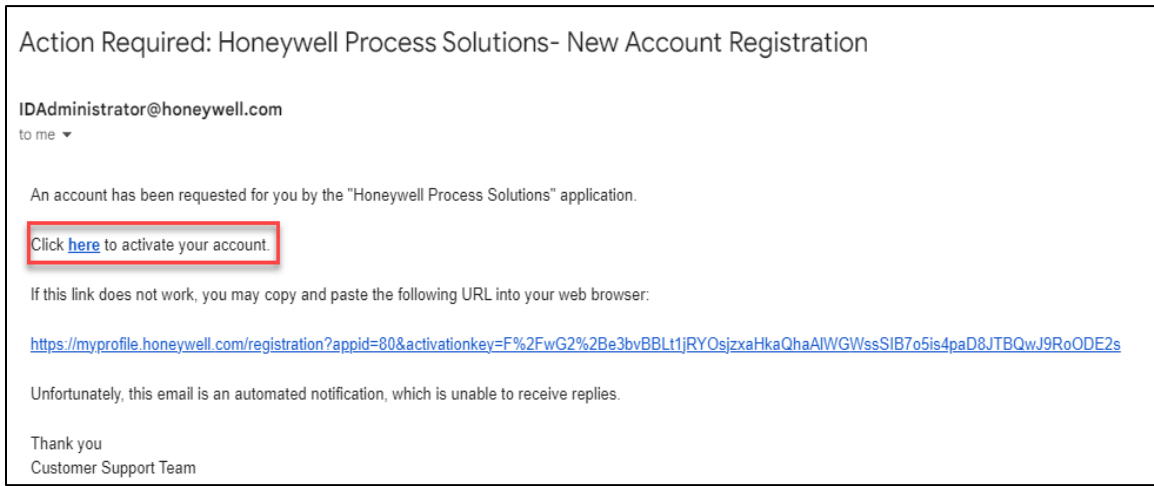 Action Required: Honeywell Process Solutions- New Account Registration
IDAdministrator@honeywell.com
to me
An account has been requested for you by the "Honeywell Process Solutions" application.
Click here to activate your account.
If this link does not work, you may copy and paste the following URL into your web browser:
https://myprofile.honeywell.com/registration?appid=80&activationkey=F%2FwG2%2Be3bvBBLt1jRYOsjzxaHkaQhaAlWGWssSIB7o5is4paD8JTBQwJ9RoODE2s
Unfortunately, this email is an automated notification, which is unable to receive replies.
Thank you
Customer Support Team